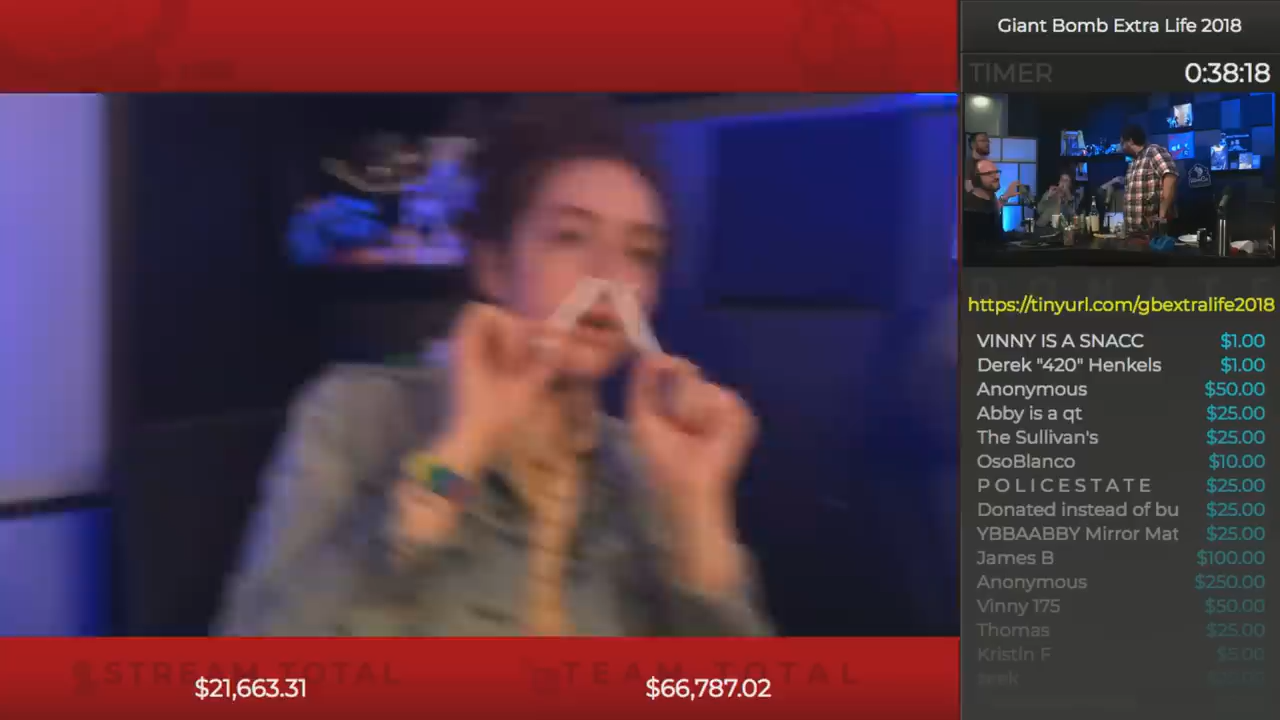 Giant Bomb Extra Life 2018
TIMER
0:38:18
DONATE
https://tinyurl.com/gbextralife2018
VINNY IS A SNACC $1.00
Derek "420" Henkels $1.00
Anonymous $50.00
Abby is a qt $25.00
The Sullivan's $25.00
OsoBlanco $10.00
P O L I C E S T A T E $25.00
Donated instead of bu $25.00
YBBAABBY Mirror Mat $25.00
James B $100.00
Anonymous $250.00
Vinny 175 $50.00
Thomas $25.00
Kristin F $5.00
STREAM TOTAL
$21,663.31
TEAM TOTAL
$66,787.02